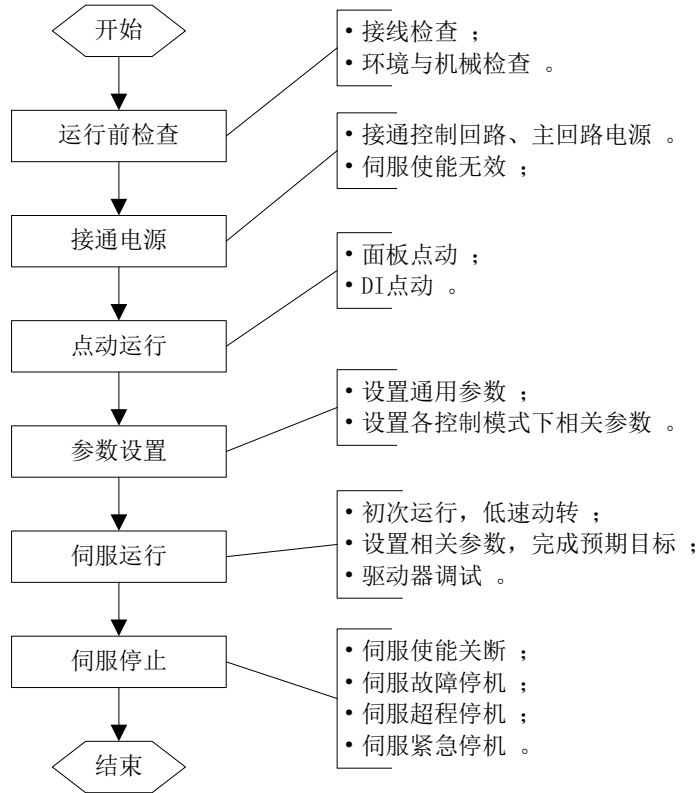 开始
• 接线检查 ；
• 环境与机械检查 。
运行前检查
• 接通控制回路、主回路电源 。
• 伺服使能无效 ；
接通电源
• 面板点动 ；
• DI点动 。
点动运行
• 设置通用参数 ；
• 设置各控制模式下相关参数 。
参数设置
• 初次运行，低速动转 ；
• 设置相关参数，完成预期目标 ；
• 驱动器调试 。
伺服运行
• 伺服使能关断 ；
• 伺服故障停机 ；
• 伺服超程停机 ；
• 伺服紧急停机 。
伺服停止
结束